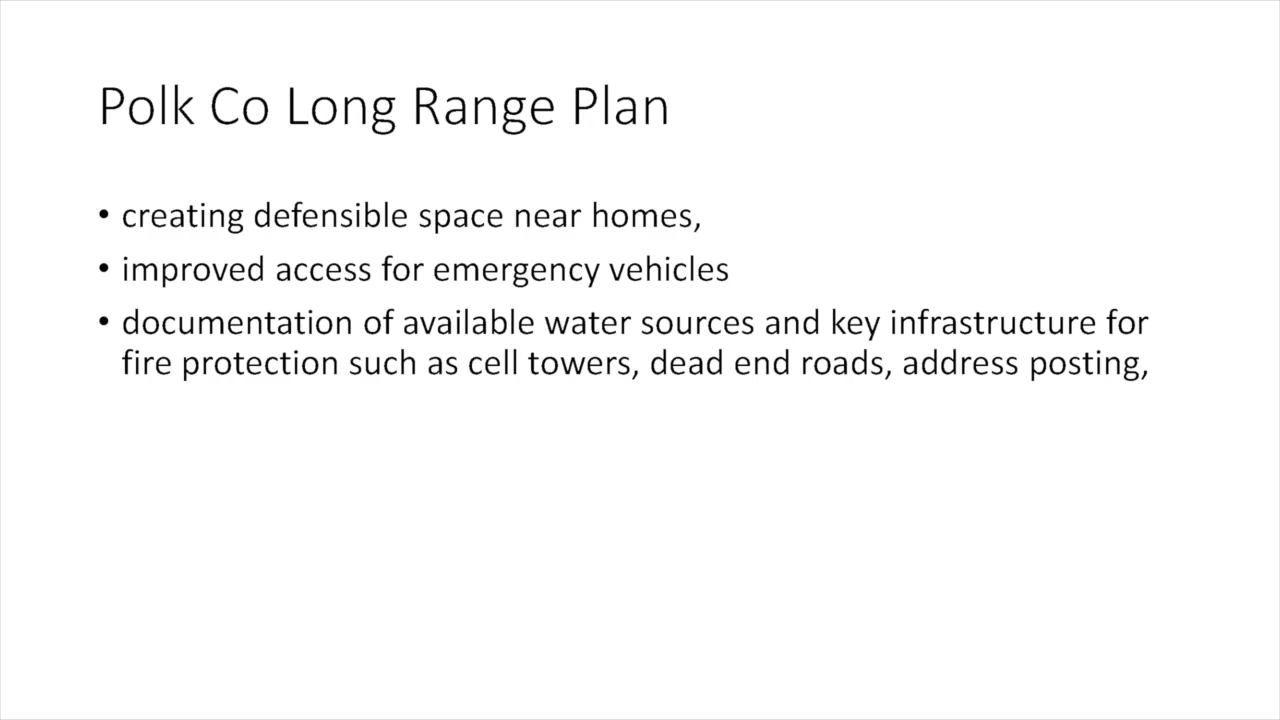 Polk Co Long Range Plan
• creating defensible space near homes,
• improved access for emergency vehicles
• documentation of available water sources and key infrastructure for
fire protection such as cell towers, dead end roads, address posting,